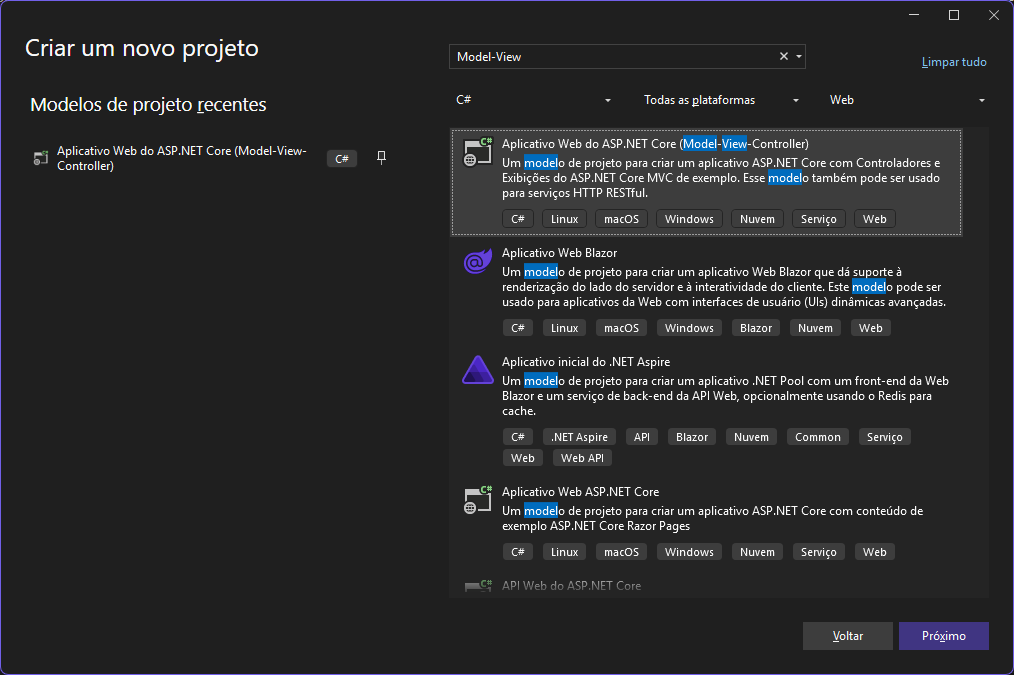 Criar um novo projeto
Model-View
Limpar tudo
Modelos de projeto recentes
C#
Todas as plataformas
Web
Aplicativo Web do ASP.NET Core (Model-View-
Controller)
C#
Aplicativo Web do ASP.NET Core (Model-View-Controller)
Um modelo de projeto para criar um aplicativo ASP.NET Core com Controladores e
Exibições do ASP.NET Core MVC de exemplo. Esse modelo também pode ser usado
para serviços HTTP RESTful.
C# Linux macOS Windows Nuvem Serviço Web
Aplicativo Web Blazor
Um modelo de projeto para criar um aplicativo Web Blazor que dá suporte à
renderização do lado do servidor e à interatividade do cliente. Este modelo pode ser
usado para aplicativos da Web com interfaces de usuário (UIs) dinâmicas avançadas.
C# Linux macOS Windows Blazor Nuvem Web
Aplicativo inicial do .NET Aspire
Um modelo de projeto para criar um aplicativo .NET Pool com um front-end da Web
Blazor e um serviço de back-end da API Web, opcionalmente usando o Redis para
cache.
C# .NET Aspire API Blazor Nuvem Common Serviço
Web Web API
Aplicativo Web ASP.NET Core
Um modelo de projeto para criar um aplicativo ASP.NET Core com conteúdo de
exemplo ASP.NET Core Razor Pages
C# Linux macOS Windows Nuvem Serviço Web
API Web do ASP.NET Core
Voltar
Próximo